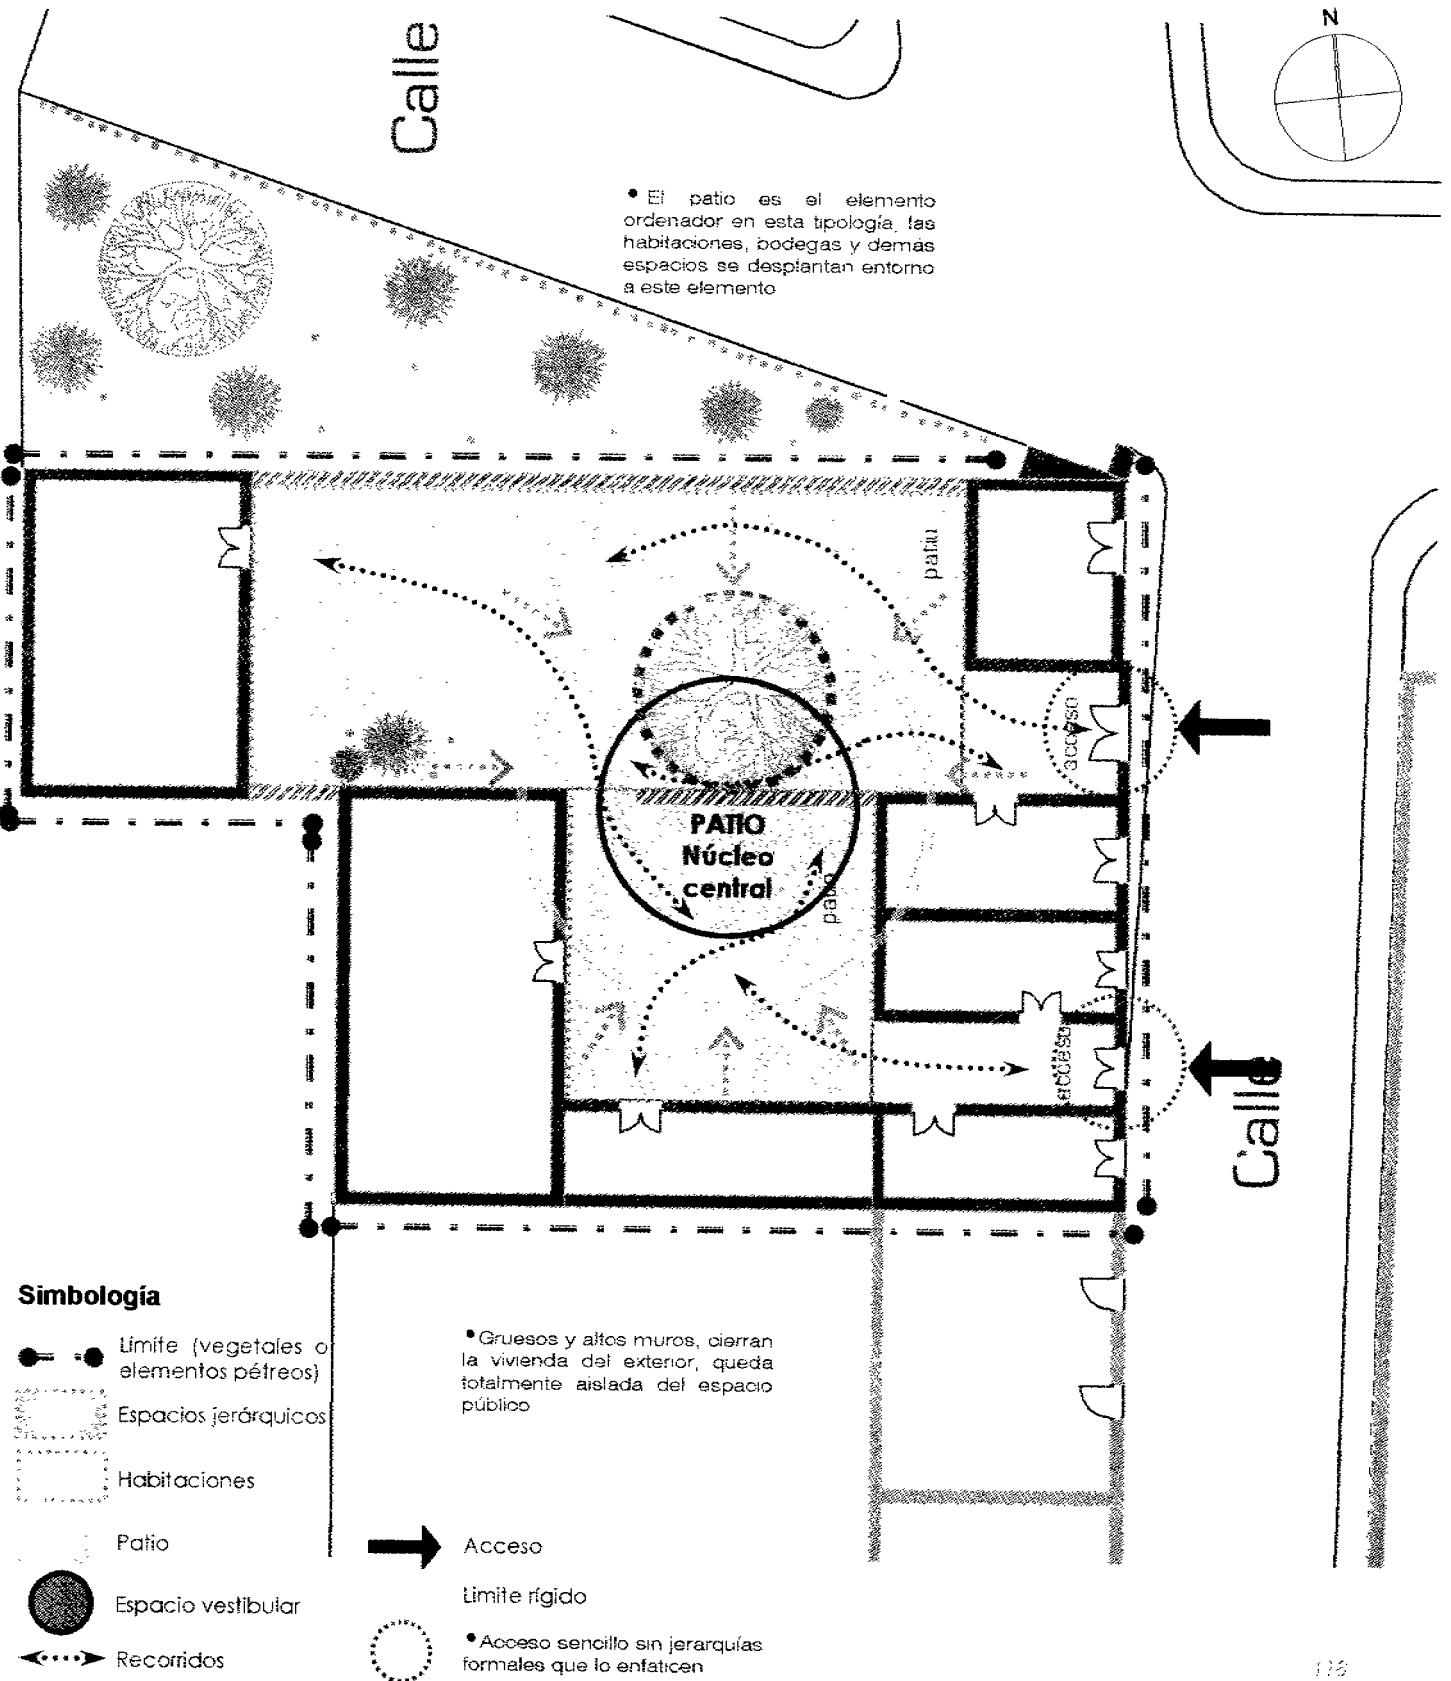 Calle
N
• El patio es el elemento
ordenador en esta tipología, las
habitaciones, bodegas y demás
espacios se desplantan entorno
a este elemento
patio
acceso
PATIO
Núcleo
central
patio
acceso
Calle
Simbología
Límite (vegetales o
elementos pétreos)
Espacios jerárquicos
Habitaciones
Patio
Espacio vestibular
Recorridos
• Gruesos y altos muros, cierran
la vivienda del exterior, queda
totalmente aislada del espacio
público
Acceso
Limite rígido
• Acceso sencillo sin jerarquías
formales que lo enfaticen